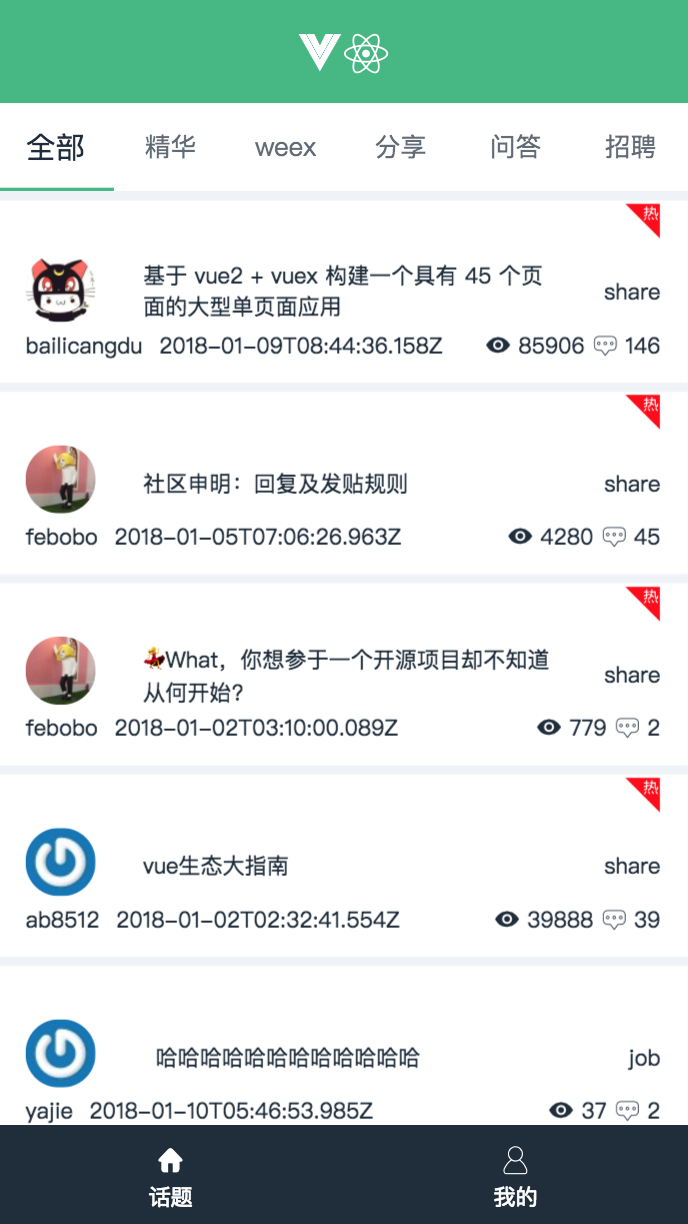 全部 精华 weex 分享 问答 招聘
热
基于 vue2 + vuex 构建一个具有 45 个页
面的大型单页面应用
share
bailicangdu 2018-01-09T08:44:36.158Z 85906 146
热
社区申明：回复及发贴规则 share
febobo 2018-01-05T07:06:26.963Z 4280 45
热
💃What，你想参于一个开源项目却不知道
从何开始？
share
febobo 2018-01-02T03:10:00.089Z 779 2
热
vue生态大指南 share
ab8512 2018-01-02T02:32:41.554Z 39888 39
哈哈哈哈哈哈哈哈哈哈哈哈 job
yajie 2018-01-10T05:46:53.985Z 37 2
话题 我的